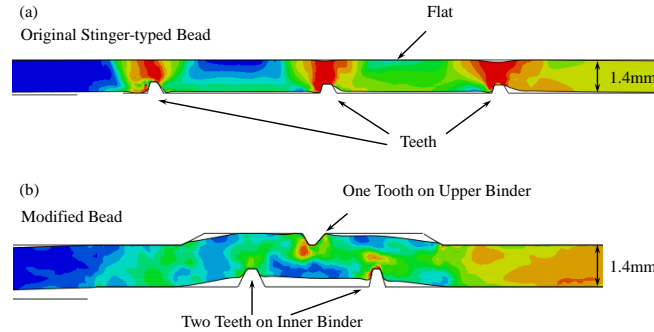 (a)
Flat
Original Stinger-typed Bead
1.4mm
Teeth
(b)
One Tooth on Upper Binder
Modified Bead
1.4mm
Two Teeth on Inner Binder